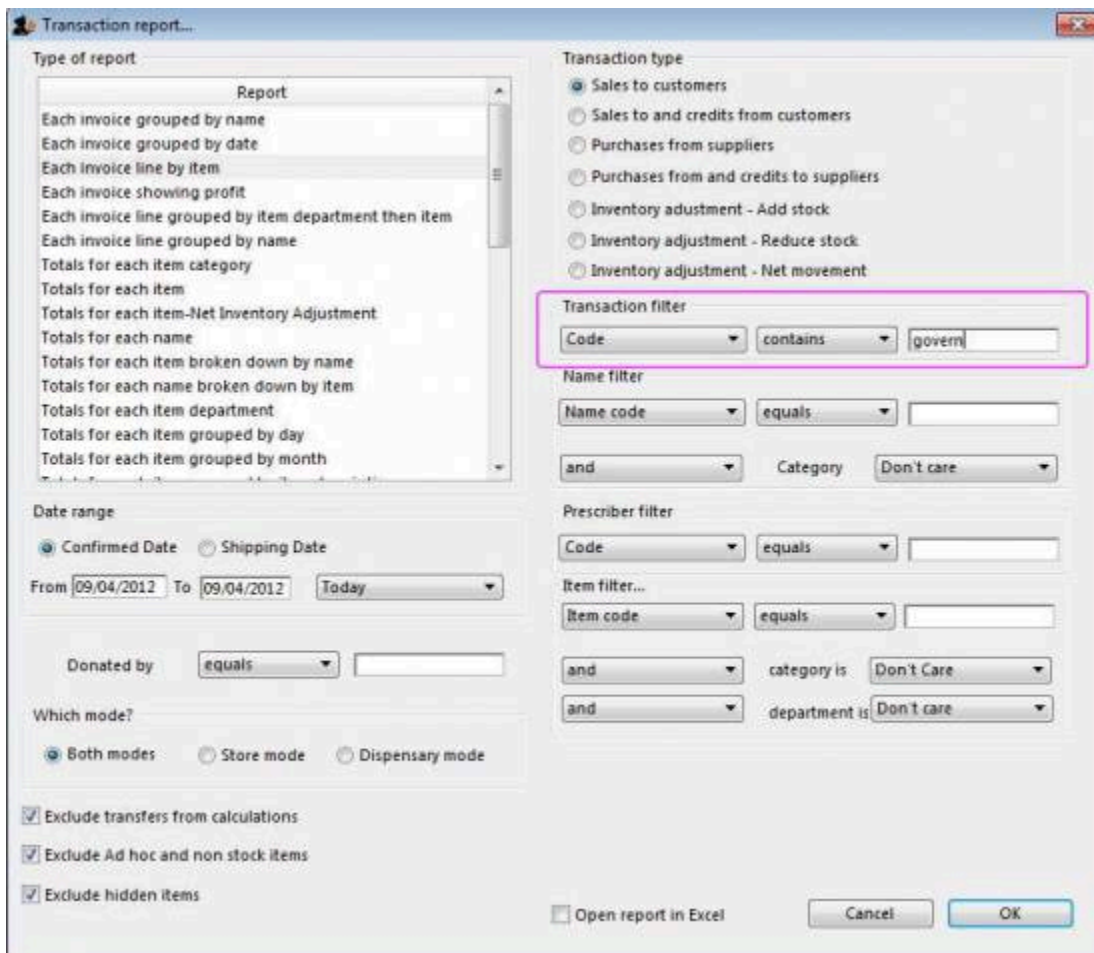 Transaction report...
Type of report
Report
Each invoice grouped by name
Each invoice grouped by date
Each invoice line by item
Each invoice showing profit
Each invoice line grouped by item department then item
Each invoice line grouped by name
Totals for each item category
Totals for each item
Totals for each item-Net Inventory Adjustment
Totals for each name
Totals for each item broken down by name
Totals for each name broken down by item
Totals for each item department
Totals for each item grouped by day
Totals for each item grouped by month
Date range
Confirmed Date Shipping Date
From 09/04/2012 To 09/04/2012 Today
Donated by equals
Which mode?
Both modes Store mode Dispensary mode
Exclude transfers from calculations
Exclude Ad hoc and non stock items
Exclude hidden items
Transaction type
Sales to customers
Sales to and credits from customers
Purchases from suppliers
Purchases from and credits to suppliers
Inventory adustment - Add stock
Inventory adjustment - Reduce stock
Inventory adjustment - Net movement
Transaction filter
Code contains govern
Name filter
Name code equals
and Category Don't care
Prescriber filter
Code equals
Item filter...
Item code equals
and category is Don't Care
and department is Don't care
Open report in Excel Cancel OK